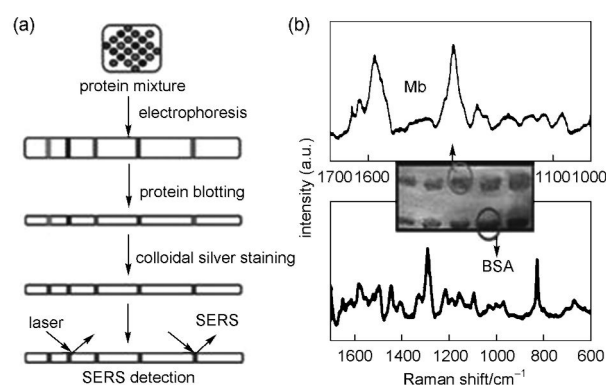 (a)
protein mixture
electrophoresis
protein blotting
colloidal silver staining
laser
SERS
SERS detection
(b)
Mb
intensity (a.u.)
1700 1600 1100 1000
BSA
1600 1400 1200 1000 800 600
Raman shift/cm⁻¹